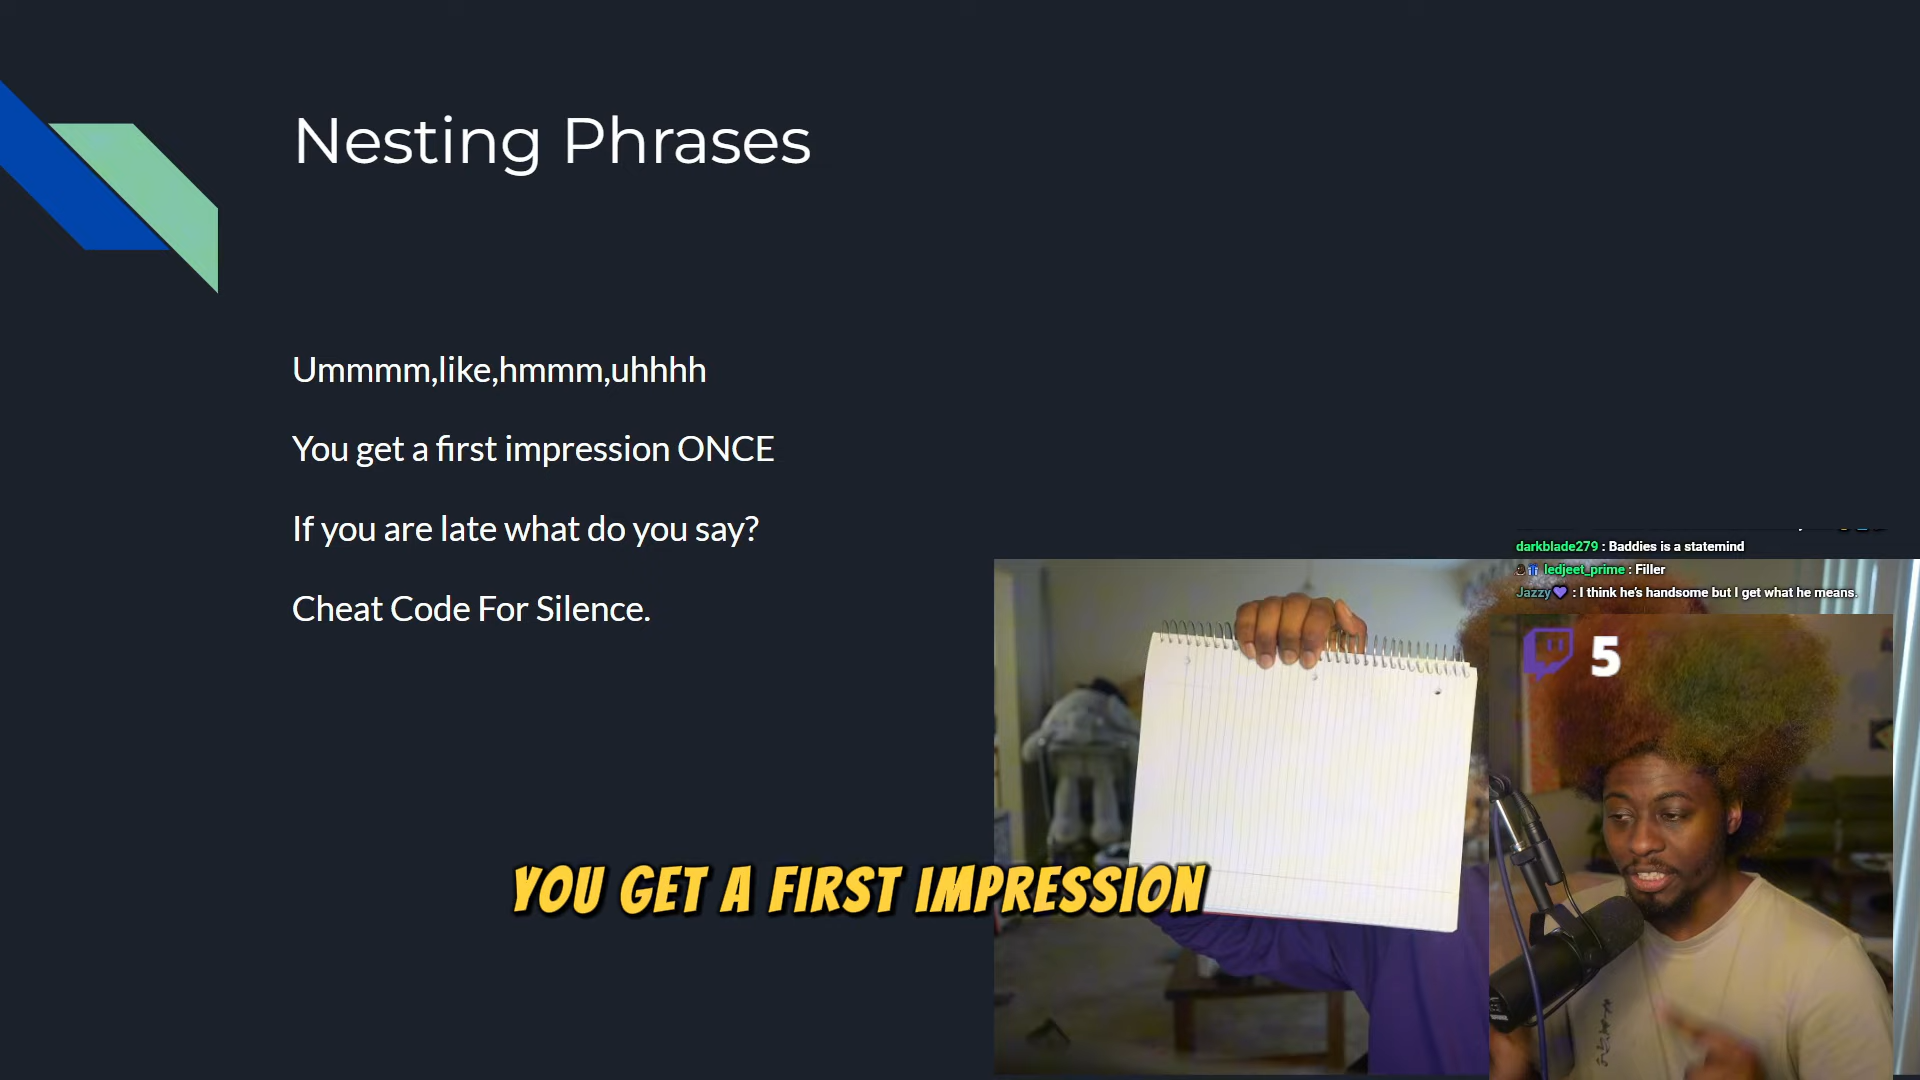 Nesting Phrases
Ummmm,like,hmmm,uhhhh
You get a first impression ONCE
If you are late what do you say?
Cheat Code For Silence.
darkblade279 : Baddies is a statemind
ledjeet_prime : Filler
Jazzy💜 : I think he's handsome but I get what he means.
5
YOU GET A FIRST IMPRESSION